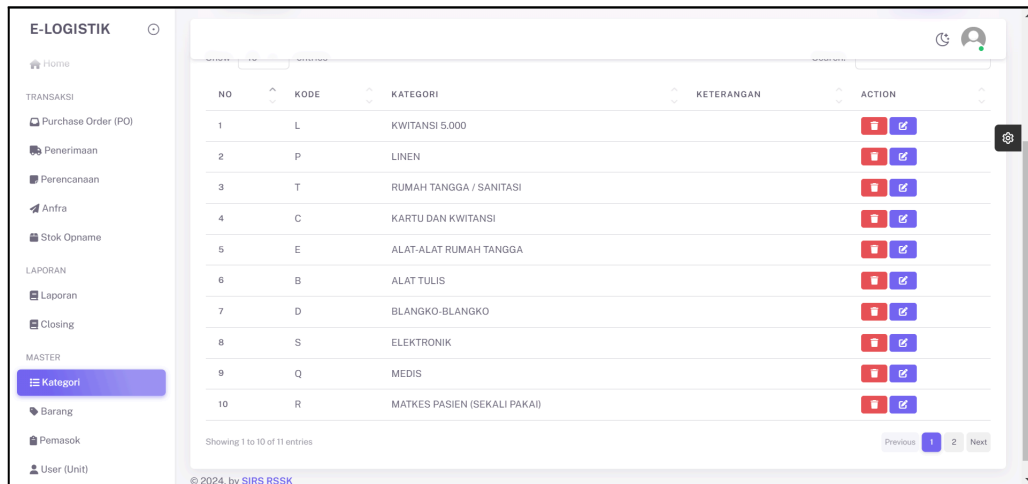 E-LOGISTIK
Home
TRANSAKSI
Purchase Order (PO)
Penerimaan
Perencanaan
Anfra
Stok Opname
LAPORAN
Laporan
Closing
MASTER
Kategori
Barang
Pemasok
User (Unit)
NO KODE KATEGORI KETERANGAN ACTION
1 L KWITANSI 5.000
2 P LINEN
3 T RUMAH TANGGA / SANITASI
4 C KARTU DAN KWITANSI
5 E ALAT-ALAT RUMAH TANGGA
6 B ALAT TULIS
7 D BLANGKO-BLANGKO
8 S ELEKTRONIK
9 Q MEDIS
10 R MATKES PASIEN (SEKALI PAKAI)
Showing 1 to 10 of 11 entries
Previous 1 2 Next
© 2024, by SIRS RSSK